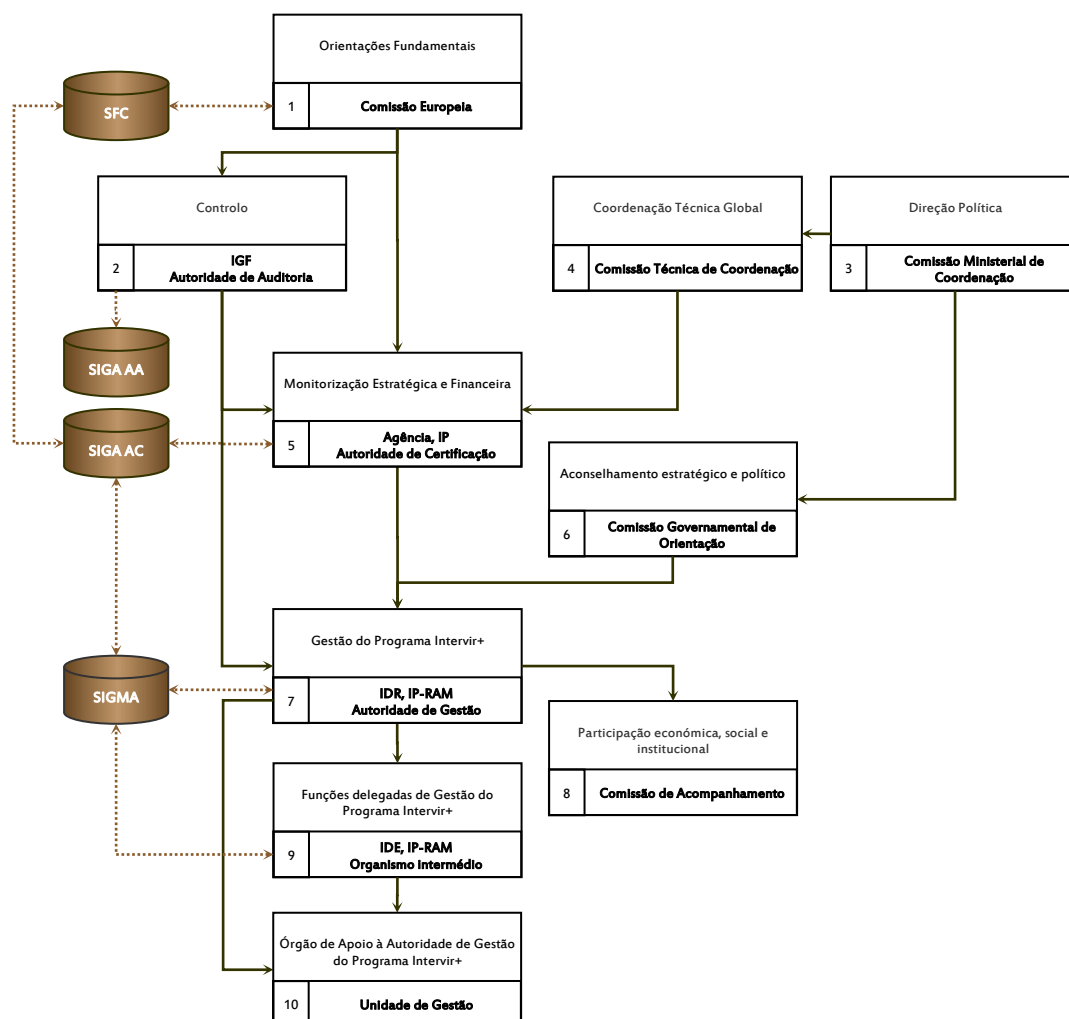 Orientações Fundamentais
1
Comissão Europeia
SFC
Controlo
2
IGF
Autoridade de Auditoria
Coordenação Técnica Global
4
Comissão Técnica de Coordenação
Direção Política
3
Comissão Ministerial de
Coordenação
SIGA AA
Monitorização Estratégica e Financeira
5
Agência, IP
Autoridade de Certificação
SIGA AC
Aconselhamento estratégico e político
6
Comissão Governamental de
Orientação
Gestão do Programa Intervir+
7
IDR, IP-RAM
Autoridade de Gestão
SIGMA
Participação económica, social e
institucional
8
Comissão de Acompanhamento
Funções delegadas de Gestão do
Programa Intervir+
9
IDE, IP-RAM
Organismo Intermédio
Órgão de Apoio à Autoridade de Gestão
do Programa Intervir+
10
Unidade de Gestão